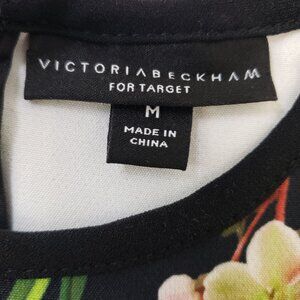 VICTORIABECKHAM
FOR TARGET
M
MADE IN
CHINA